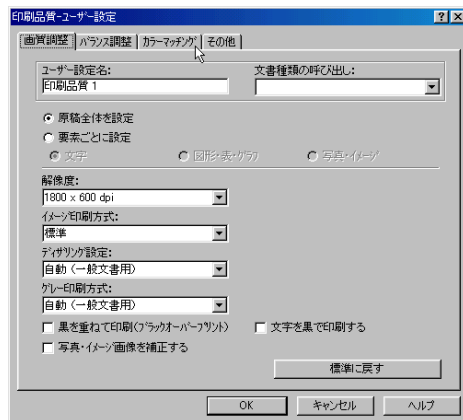 印刷品質-ユーザー設定
画質調整 バランス調整 カラーマッチング その他
ユーザー設定名: 文書種類の呼び出し:
印刷品質 1
原稿全体を設定
要素ごとに設定
文字 図形・表・グラフ 写真・イメージ
解像度:
1800 x 600 dpi
イメージ印刷方式:
標準
ディザリング設定:
自動 (一般文書用)
グレー印刷方式:
自動 (一般文書用)
黒を重ねて印刷(ブラックオーバープリント) 文字を黒で印刷する
写真・イメージ画像を補正する
標準に戻す
OK キャンセル ヘルプ